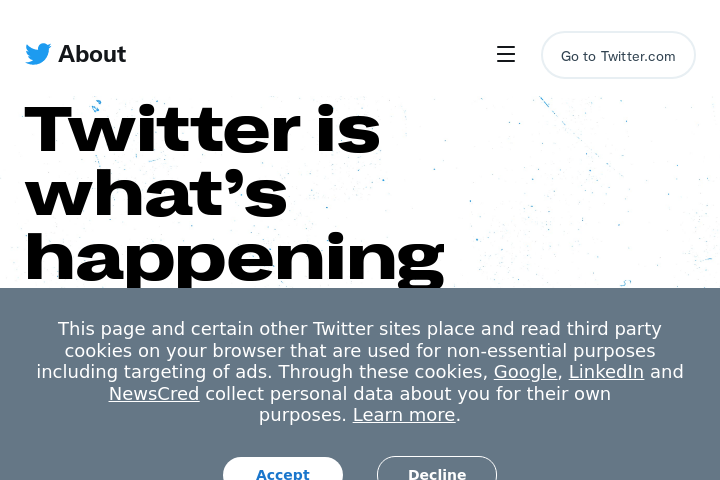 About
Go to Twitter.com
Twitter is
what’s
happening
This page and certain other Twitter sites place and read third party
cookies on your browser that are used for non-essential purposes
including targeting of ads. Through these cookies, Google, LinkedIn and
NewsCred collect personal data about you for their own
purposes. Learn more.
Accept
Decline